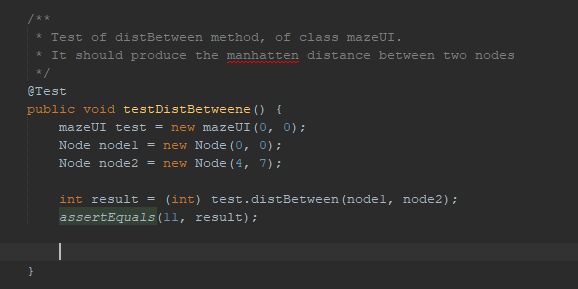 /**
* Test of distBetween method, of class mazeUI.
* It should produce the manhatten distance between two nodes
*/
@Test
public void testDistBetweene() {
mazeUI test = new mazeUI(0, 0);
Node node1 = new Node(0, 0);
Node node2 = new Node(4, 7);
int result = (int) test.distBetween(node1, node2);
assertEquals(11, result);
}